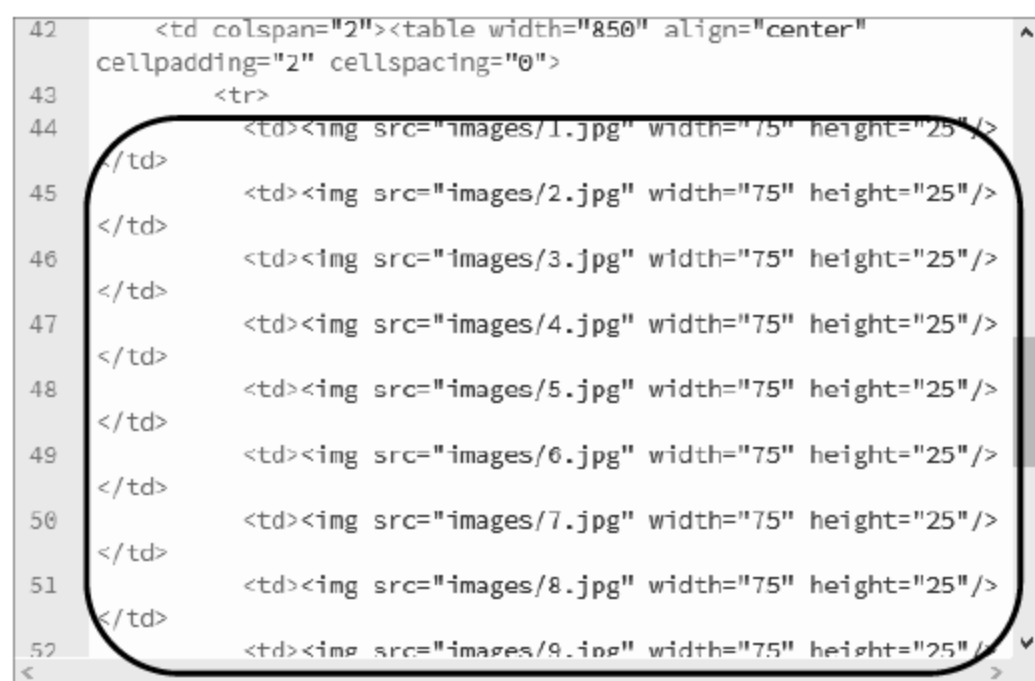 42 <td colspan="2"><table width="850" align="center"
cellpadding="2" cellspacing="0">
43 <tr>
44 <td><img src="images/1.jpg" width="75" height="25"/>
</td>
45 <td><img src="images/2.jpg" width="75" height="25"/>
</td>
46 <td><img src="images/3.jpg" width="75" height="25"/>
</td>
47 <td><img src="images/4.jpg" width="75" height="25"/>
</td>
48 <td><img src="images/5.jpg" width="75" height="25"/>
</td>
49 <td><img src="images/6.jpg" width="75" height="25"/>
</td>
50 <td><img src="images/7.jpg" width="75" height="25"/>
</td>
51 <td><img src="images/8.jpg" width="75" height="25"/>
</td>
52 <td><img src="images/9.jpg" width="75" height="25"/>